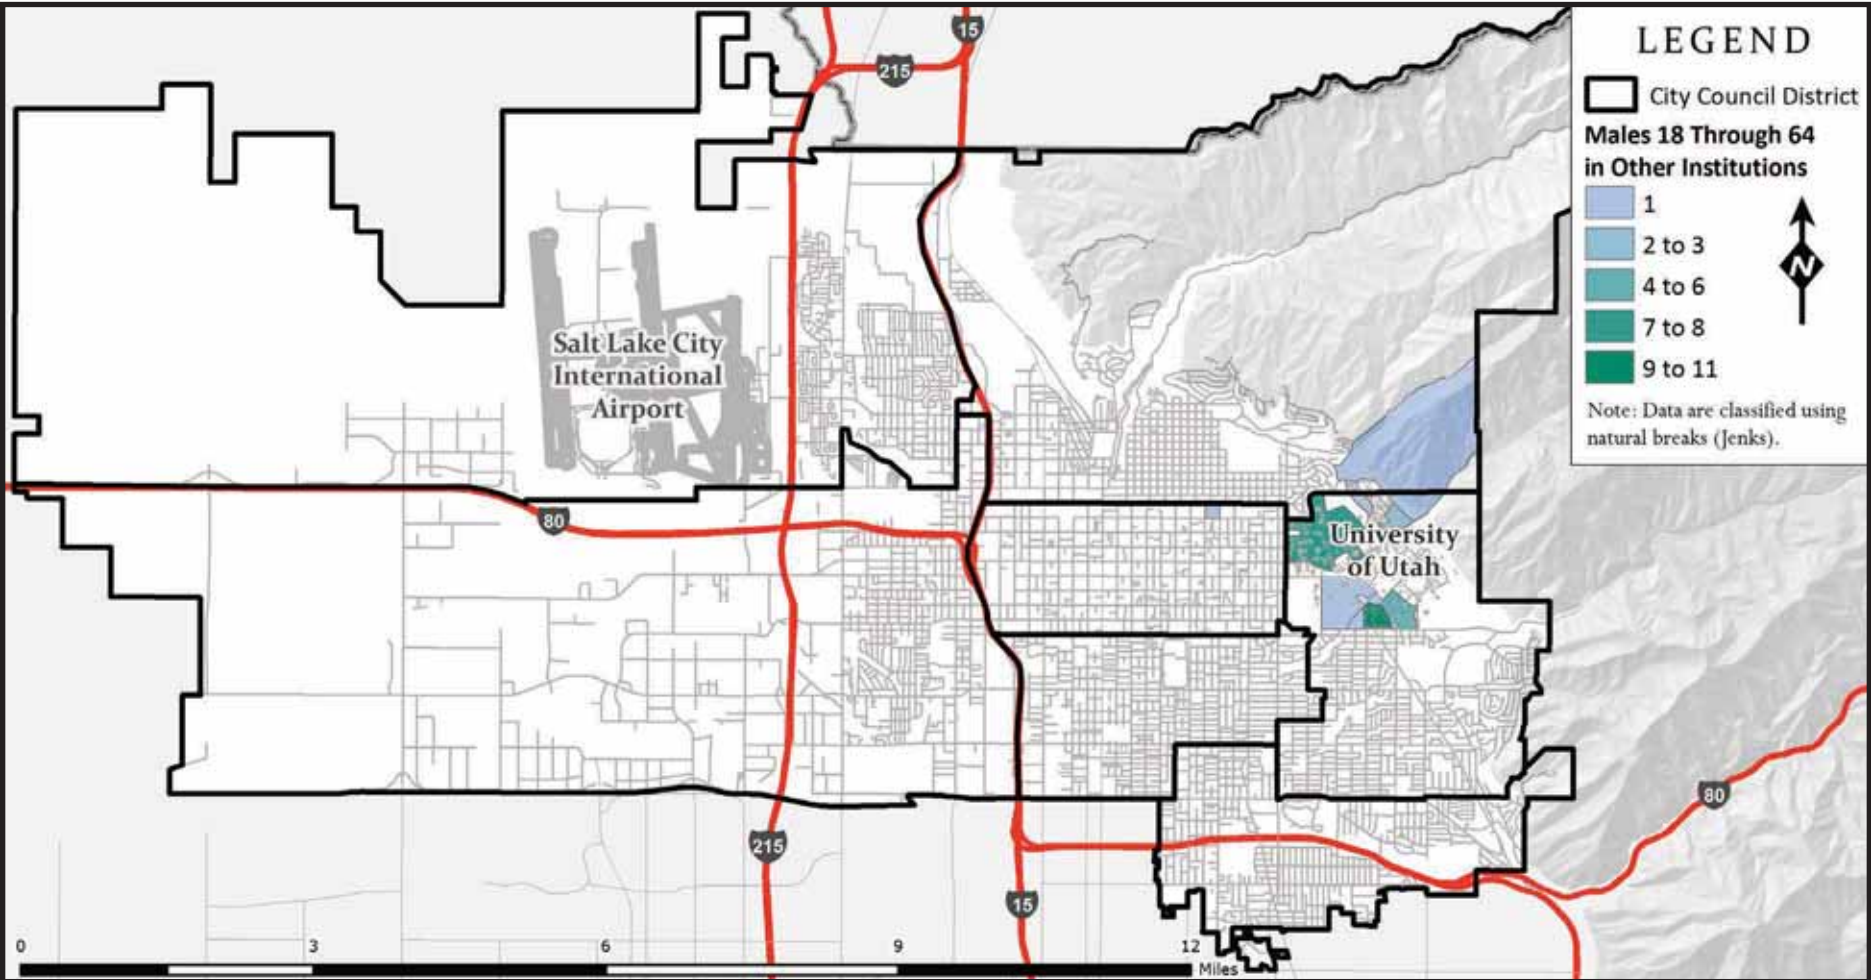 15
215
LEGEND
City Council District
Males 18 Through 64
in Other Institutions
1
2 to 3
4 to 6
7 to 8
9 to 11
N
Note: Data are classified using
natural breaks (Jenks).
Salt Lake City
International
Airport
80
University
of Utah
80
215
15
0 3 6 9 12
Miles